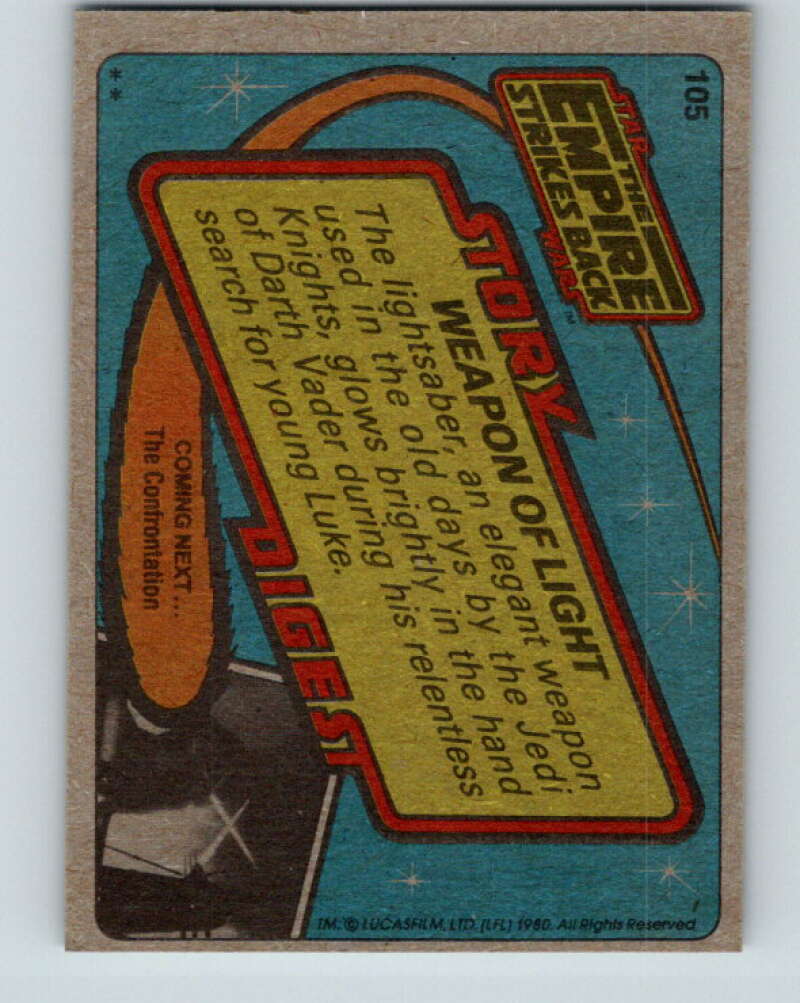 105
STAR
THE
EMPIRE
STRIKES BACK
WARS™
STORY
WEAPON OF LIGHT
The lightsaber, an elegant weapon
used in the old days by the Jedi
Knights, glows brightly in the hand
of Darth Vader during his relentless
search for young Luke.
DIGEST
COMING NEXT...
The Confrontation
**
TM. © LUCASFILM, LTD. (LFL) 1980. All Rights Reserved